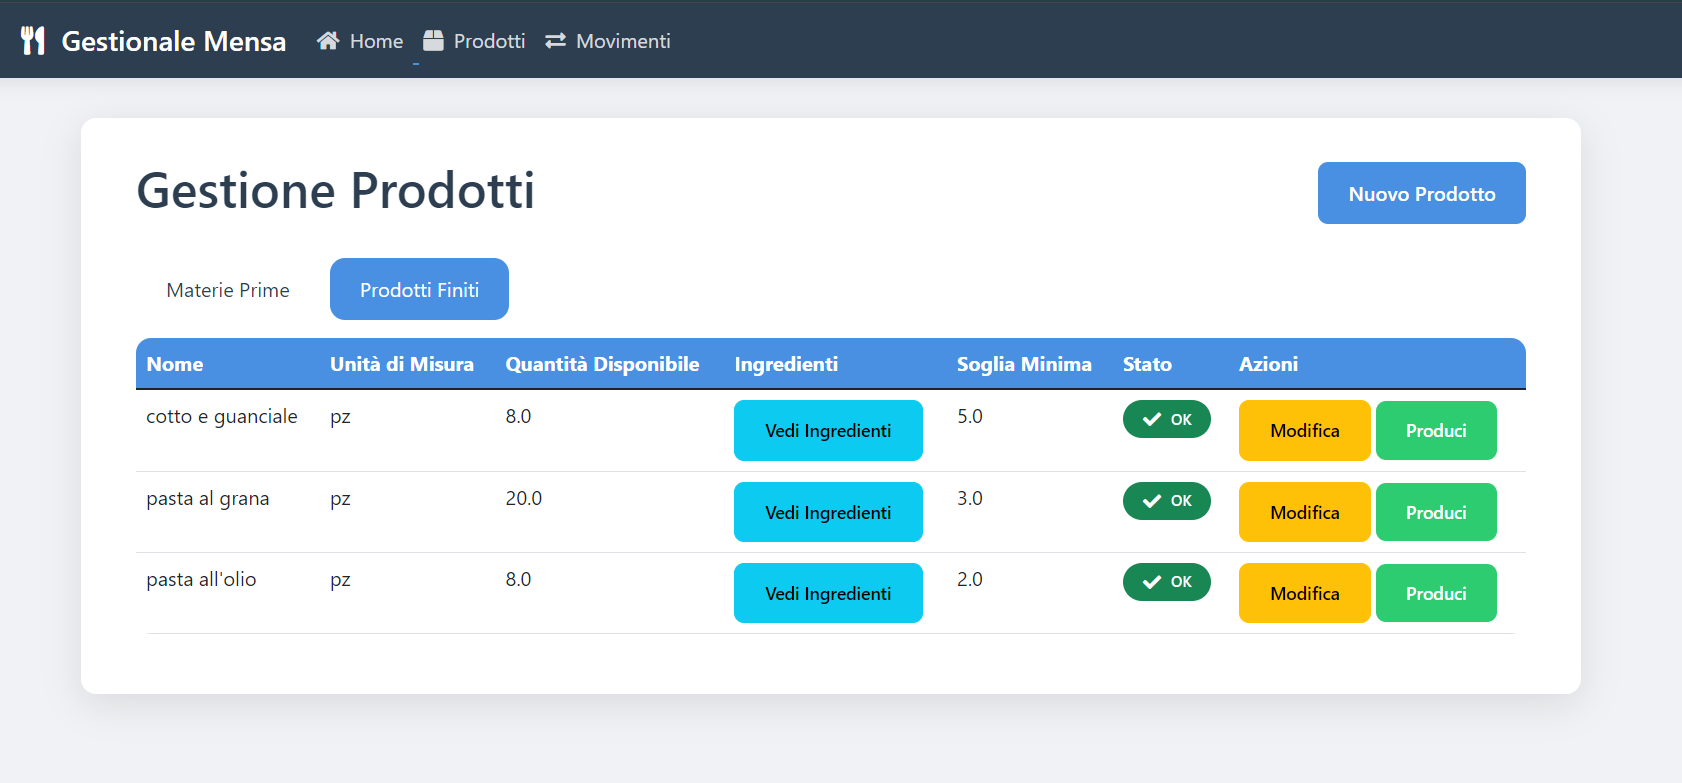 Gestionale Mensa Home Prodotti Movimenti
Gestione Prodotti
Nuovo Prodotto
Materie Prime Prodotti Finiti
Nome Unità di Misura Quantità Disponibile Ingredienti Soglia Minima Stato Azioni
cotto e guanciale pz 8.0 Vedi Ingredienti 5.0 OK Modifica Produci
pasta al grana pz 20.0 Vedi Ingredienti 3.0 OK Modifica Produci
pasta all'olio pz 8.0 Vedi Ingredienti 2.0 OK Modifica Produci